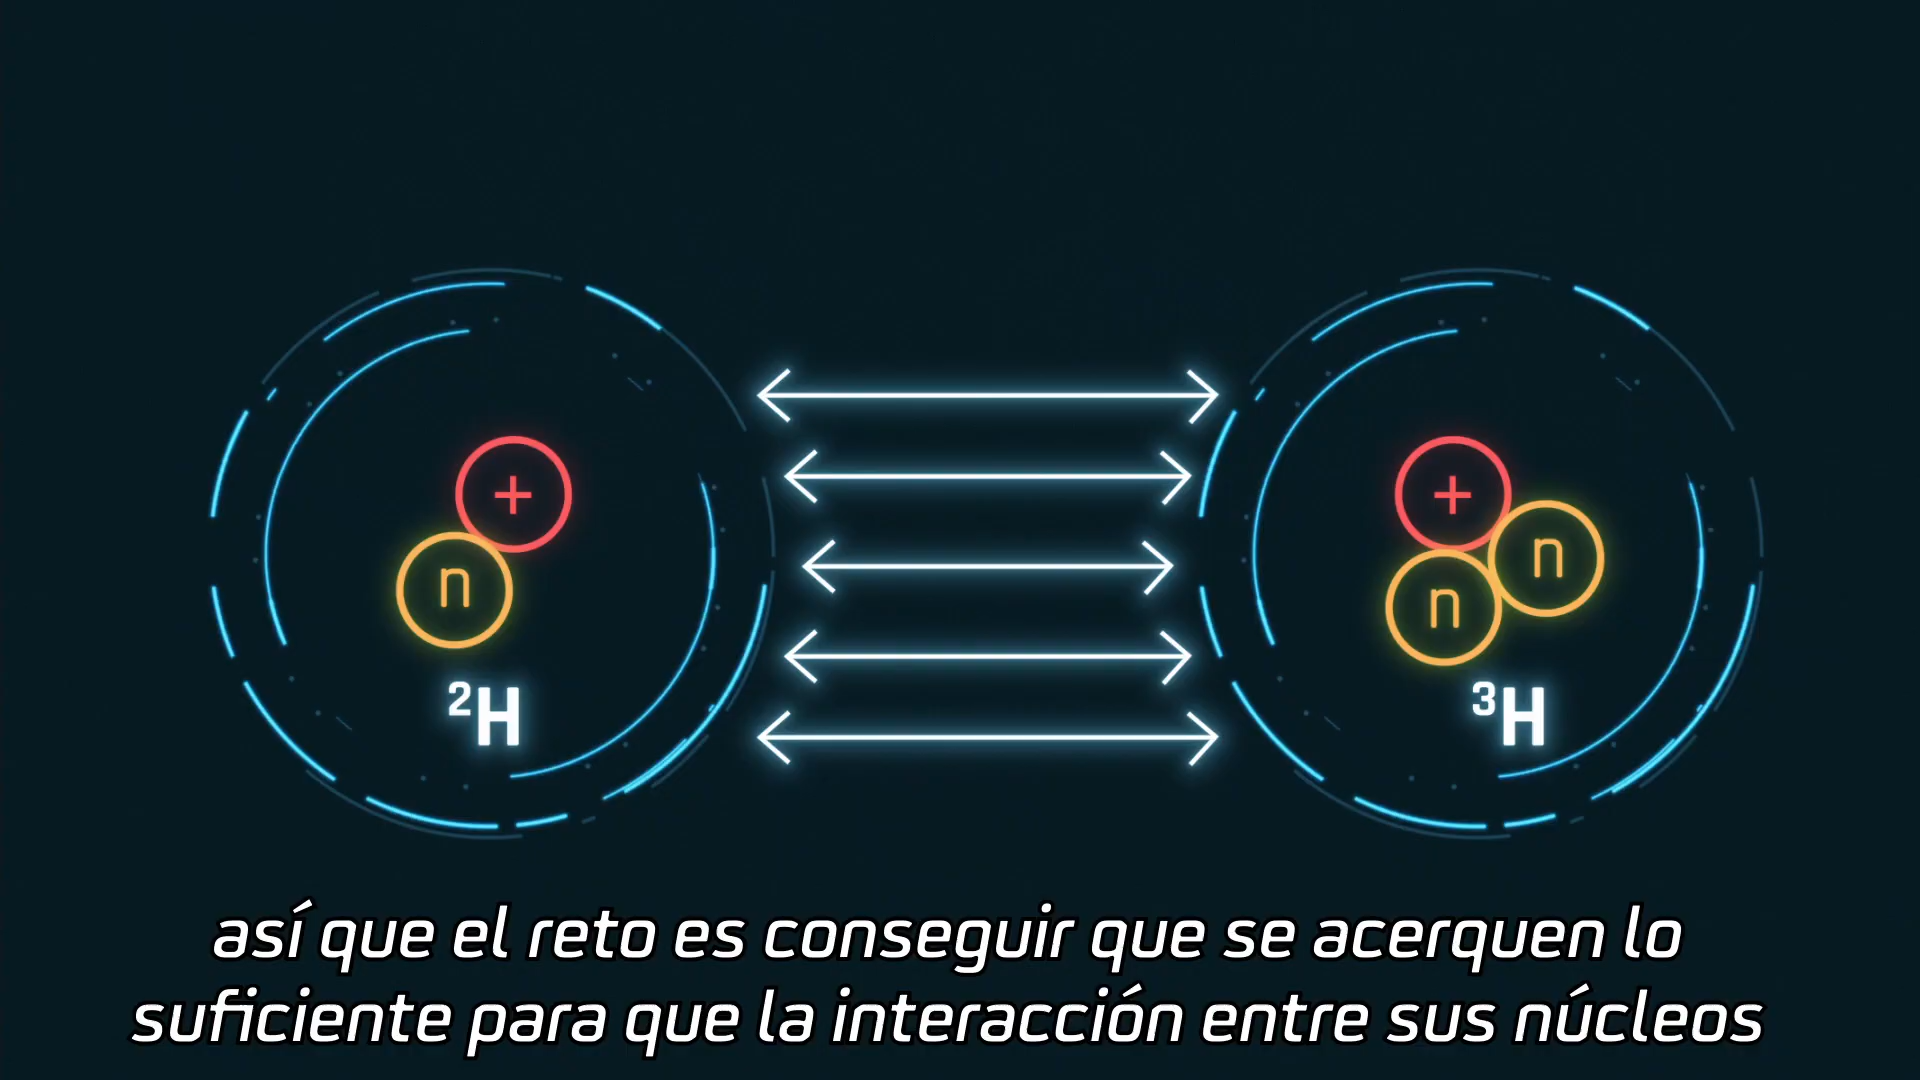 +
n
²H
+
n
n
³H
así que el reto es conseguir que se acerquen lo
suficiente para que la interacción entre sus núcleos